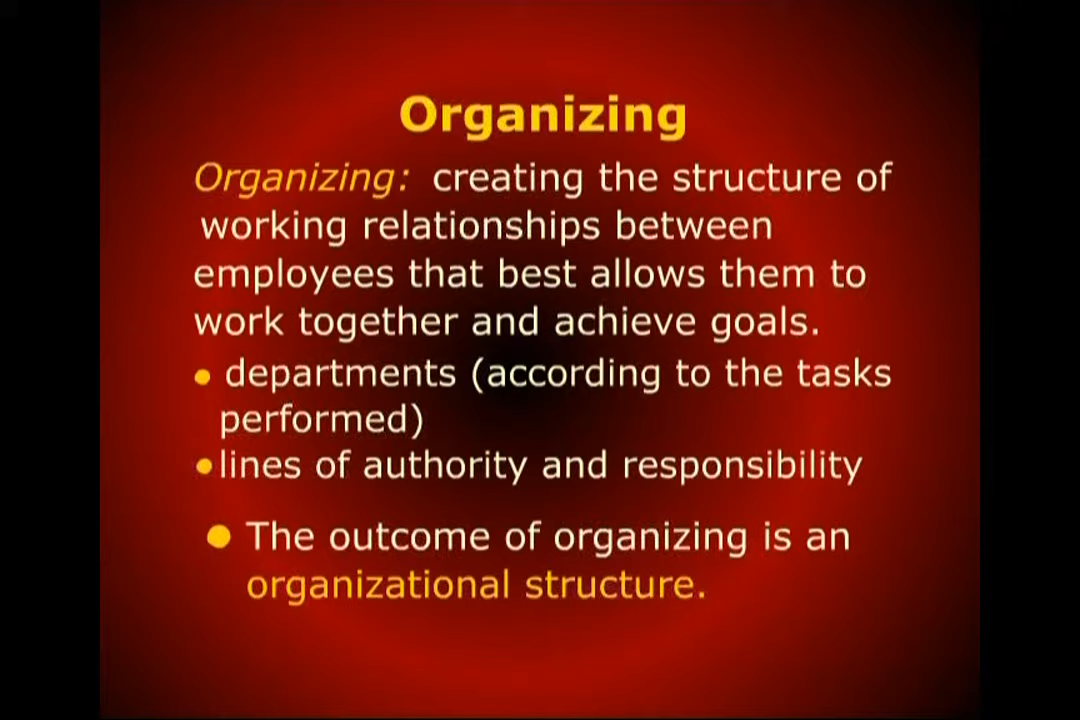 Organizing
Organizing: creating the structure of
working relationships between
employees that best allows them to
work together and achieve goals.
● departments (according to the tasks
performed)
● lines of authority and responsibility
● The outcome of organizing is an
organizational structure.